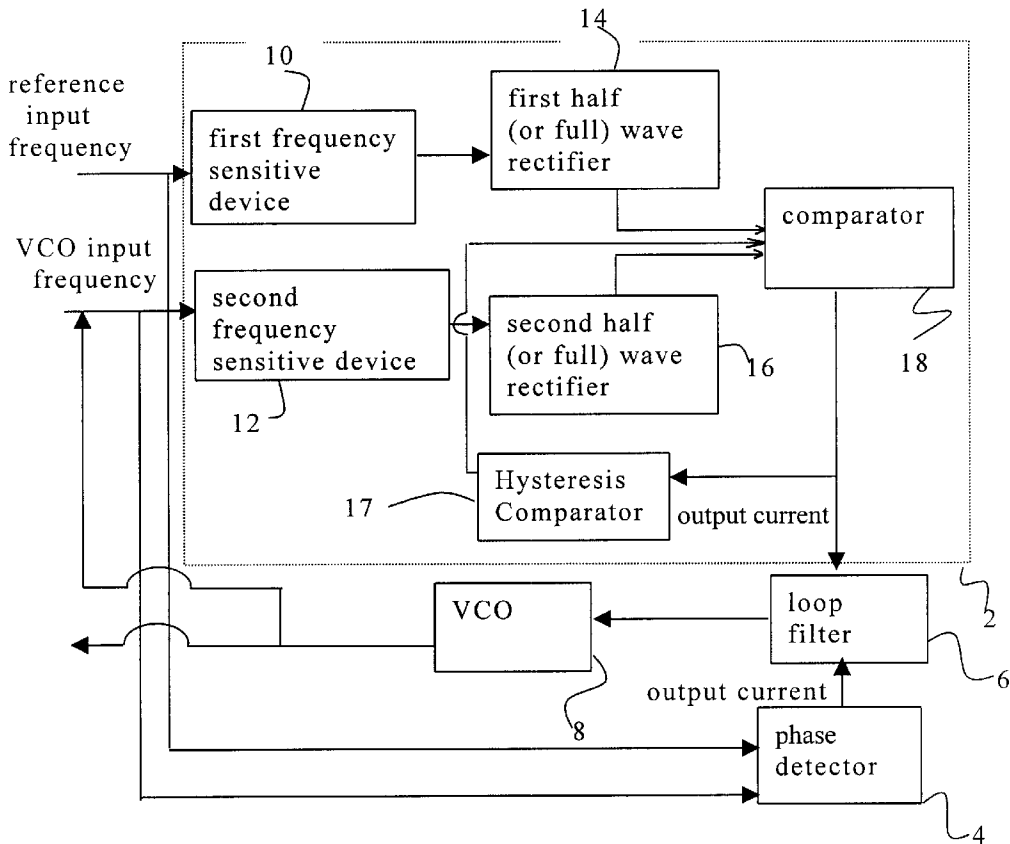 14
10
reference
input
frequency
first frequency
sensitive
device
first half
(or full) wave
rectifier
comparator
18
VCO input
frequency
second
frequency
sensitive device
12
second half
(or full) wave
rectifier
16
Hysteresis
Comparator
17
output current
2
VCO
8
loop
filter
6
output current
phase
detector
4